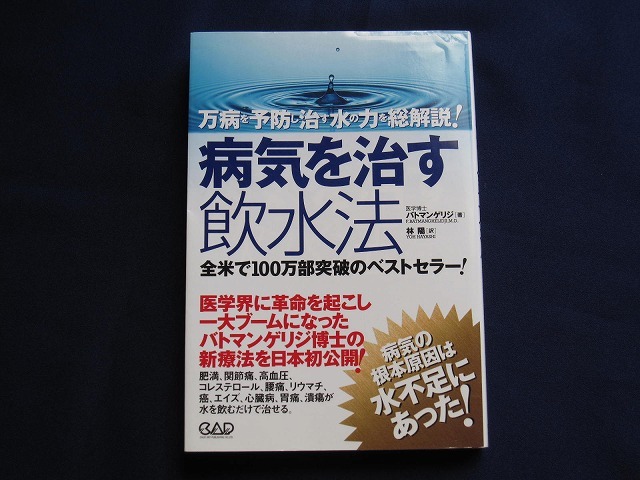 万病を予防し治す水の力を総解説!
病気を治す
飲水法
医学博士
バトマンゲリジ[著]
F.BATMANGHELIDJ M.D.
林 陽[訳]
YOH HAYASHI
全米で100万部突破のベストセラー!
医学界に革命を起こし
一大ブームになった
バトマンゲリジ博士の
新療法を日本初公開!
肥満、関節痛、高血圧、
コレステロール、腰痛、リウマチ、
癌、エイズ、心臓病、胃痛、潰瘍が
水を飲むだけで治せる。
病気の
根本原因は
水不足に
あった!